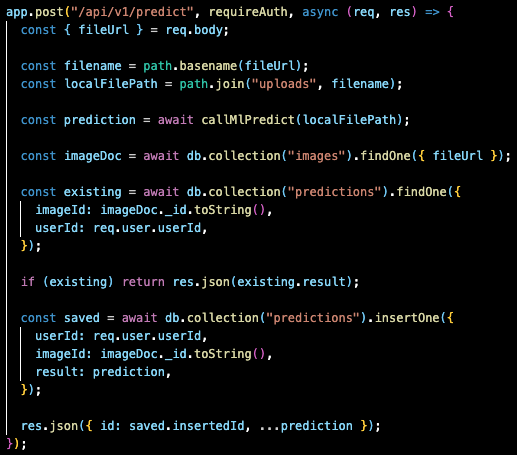 app.post("/api/v1/predict", requireAuth, async (req, res) => {
  const { fileUrl } = req.body;

  const filename = path.basename(fileUrl);
  const localFilePath = path.join("uploads", filename);

  const prediction = await callMlPredict(localFilePath);

  const imageDoc = await db.collection("images").findOne({ fileUrl });

  const existing = await db.collection("predictions").findOne({
    imageId: imageDoc._id.toString(),
    userId: req.user.userId,
  });

  if (existing) return res.json(existing.result);

  const saved = await db.collection("predictions").insertOne({
    userId: req.user.userId,
    imageId: imageDoc._id.toString(),
    result: prediction,
  });

  res.json({ id: saved.insertedId, ...prediction });
});